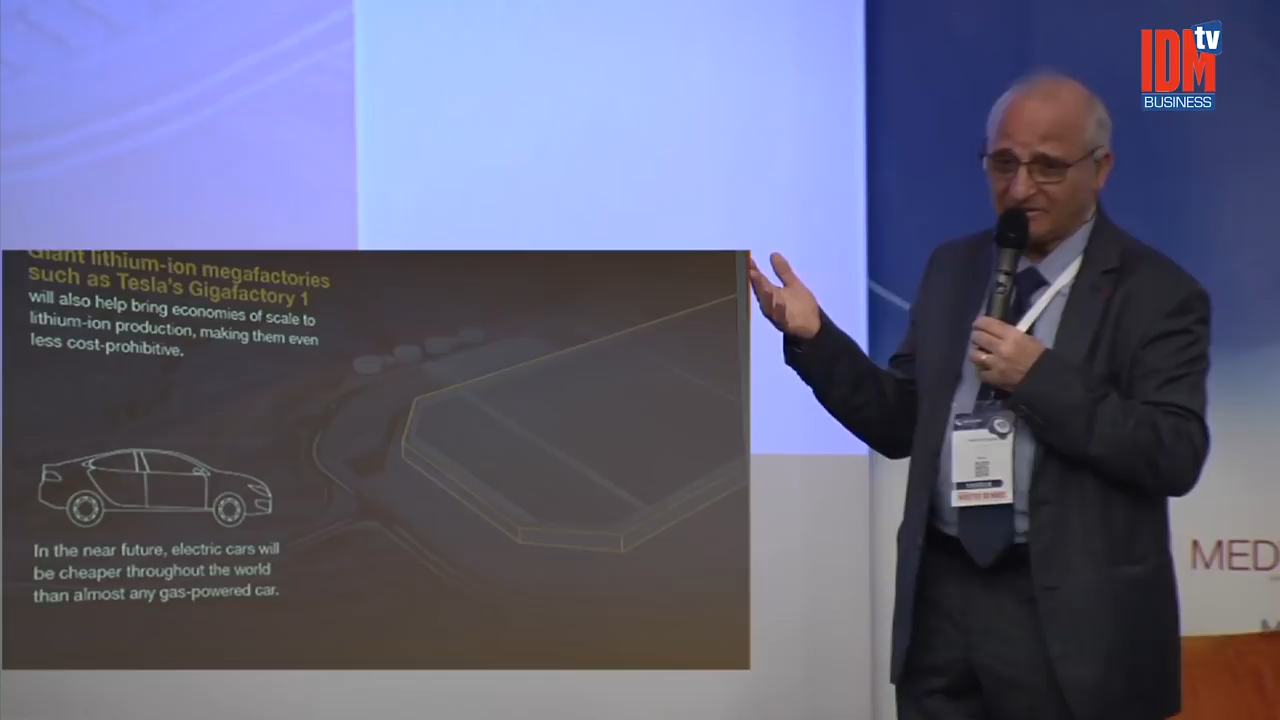 IDM tv
BUSINESS
Giant lithium-ion megafactories
such as Tesla's Gigafactory 1
will also help bring economies of scale to
lithium-ion production, making them even
less cost-prohibitive.
In the near future, electric cars will
be cheaper throughout the world
than almost any gas-powered car.
MED